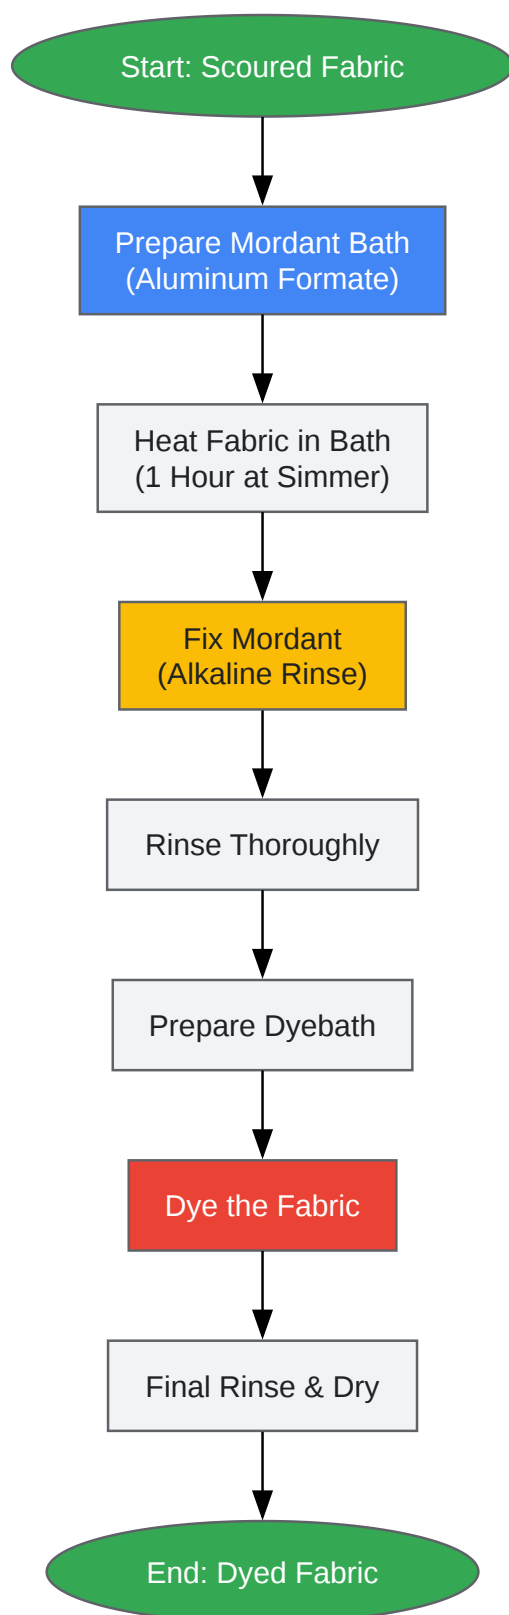 Start: Scoured Fabric
Prepare Mordant Bath
(Aluminum Formate)
Heat Fabric in Bath
(1 Hour at Simmer)
Fix Mordant
(Alkaline Rinse)
Rinse Thoroughly
Prepare Dyebath
Dye the Fabric
Final Rinse & Dry
End: Dyed Fabric